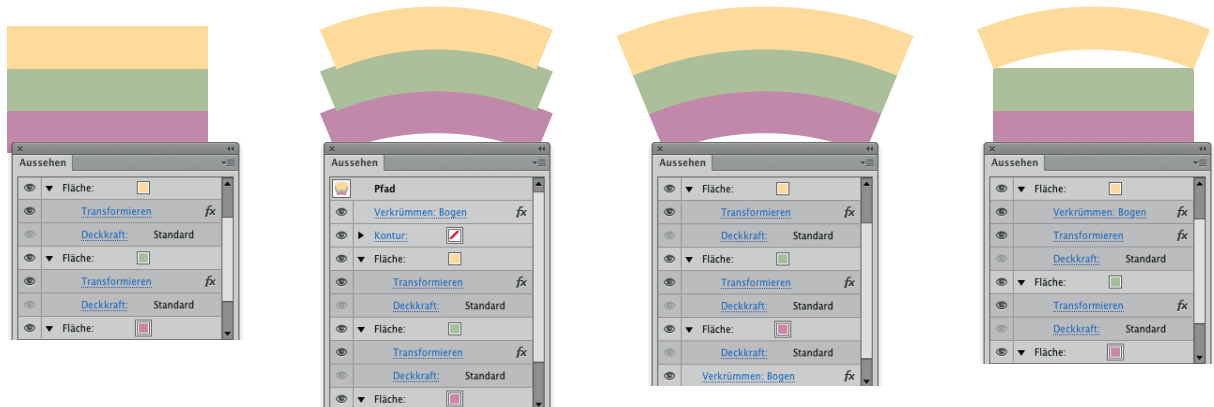 Aussehen
Fläche:
Transformieren fx
Deckkraft: Standard
Fläche:
Transformieren fx
Deckkraft: Standard
Fläche:
Aussehen
Pfad
Verkrümmen: Bogen fx
Kontur:
Fläche:
Transformieren fx
Deckkraft: Standard
Fläche:
Transformieren fx
Deckkraft: Standard
Fläche:
Aussehen
Fläche:
Transformieren fx
Deckkraft: Standard
Fläche:
Transformieren fx
Deckkraft: Standard
Fläche:
Deckkraft: Standard
Verkrümmen: Bogen fx
Aussehen
Fläche:
Verkrümmen: Bogen fx
Transformieren fx
Deckkraft: Standard
Fläche:
Transformieren fx
Deckkraft: Standard
Fläche: